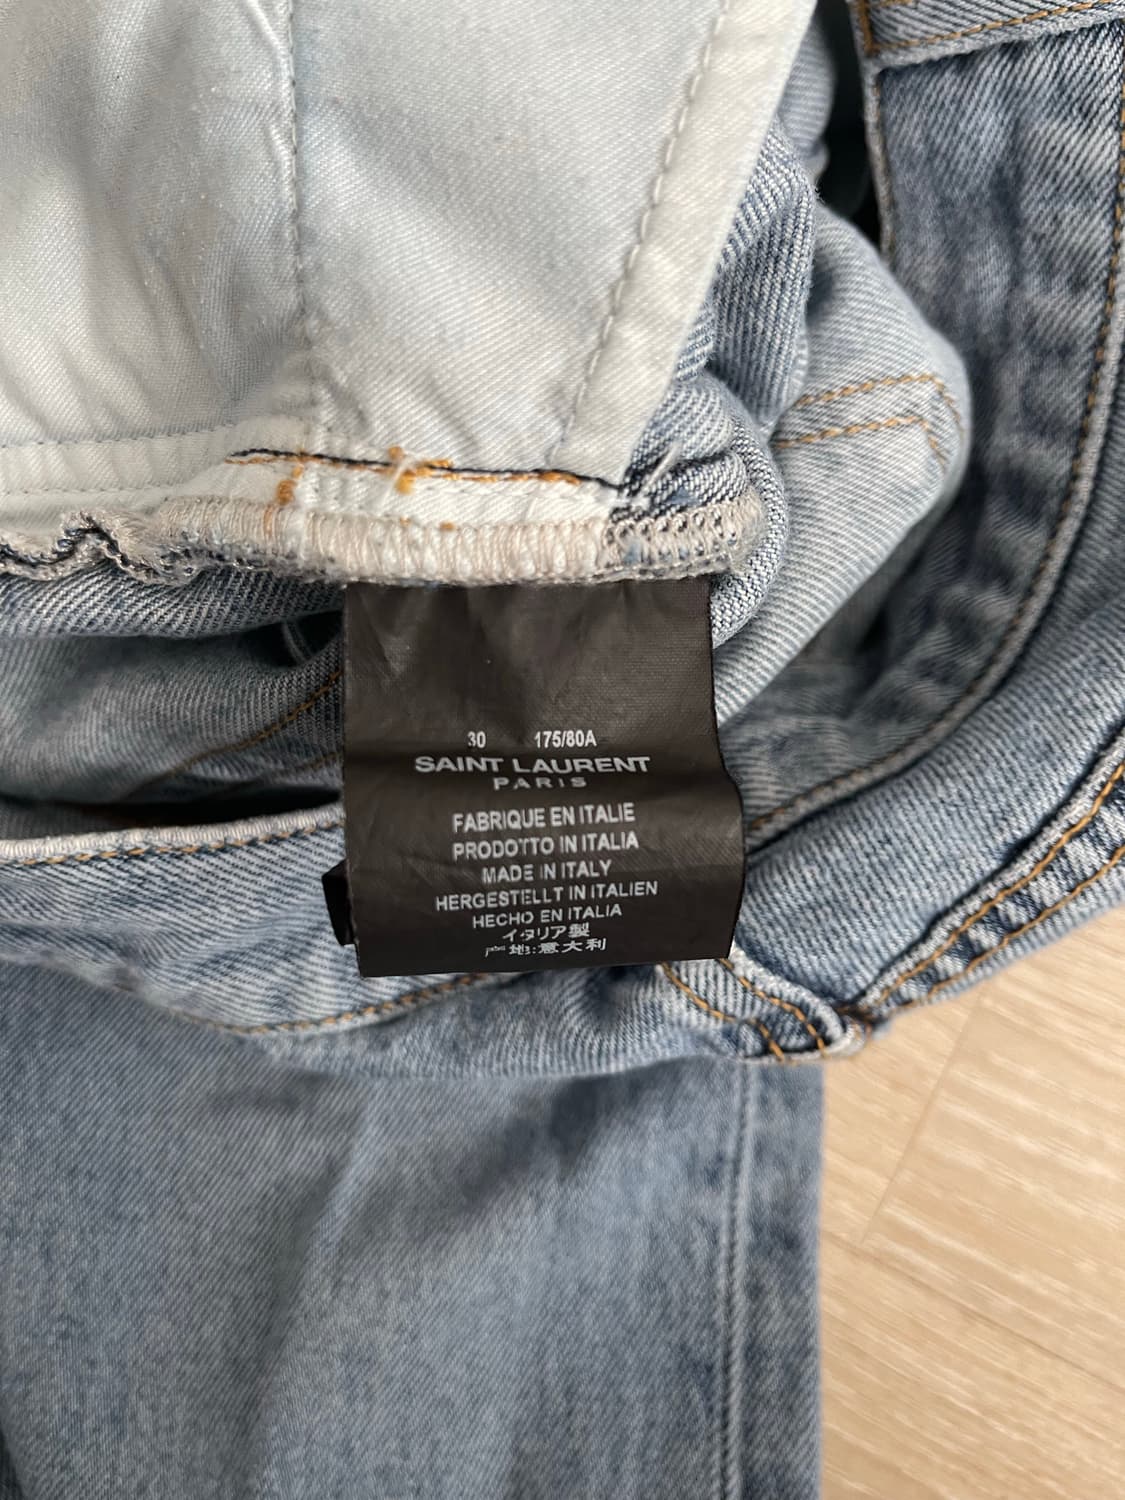 30 175/80A
SAINT LAURENT
PARIS
FABRIQUE EN ITALIE
PRODOTTO IN ITALIA
MADE IN ITALY
HERGESTELLT IN ITALIEN
HECHO EN ITALIA
イタリア製
产地:意大利